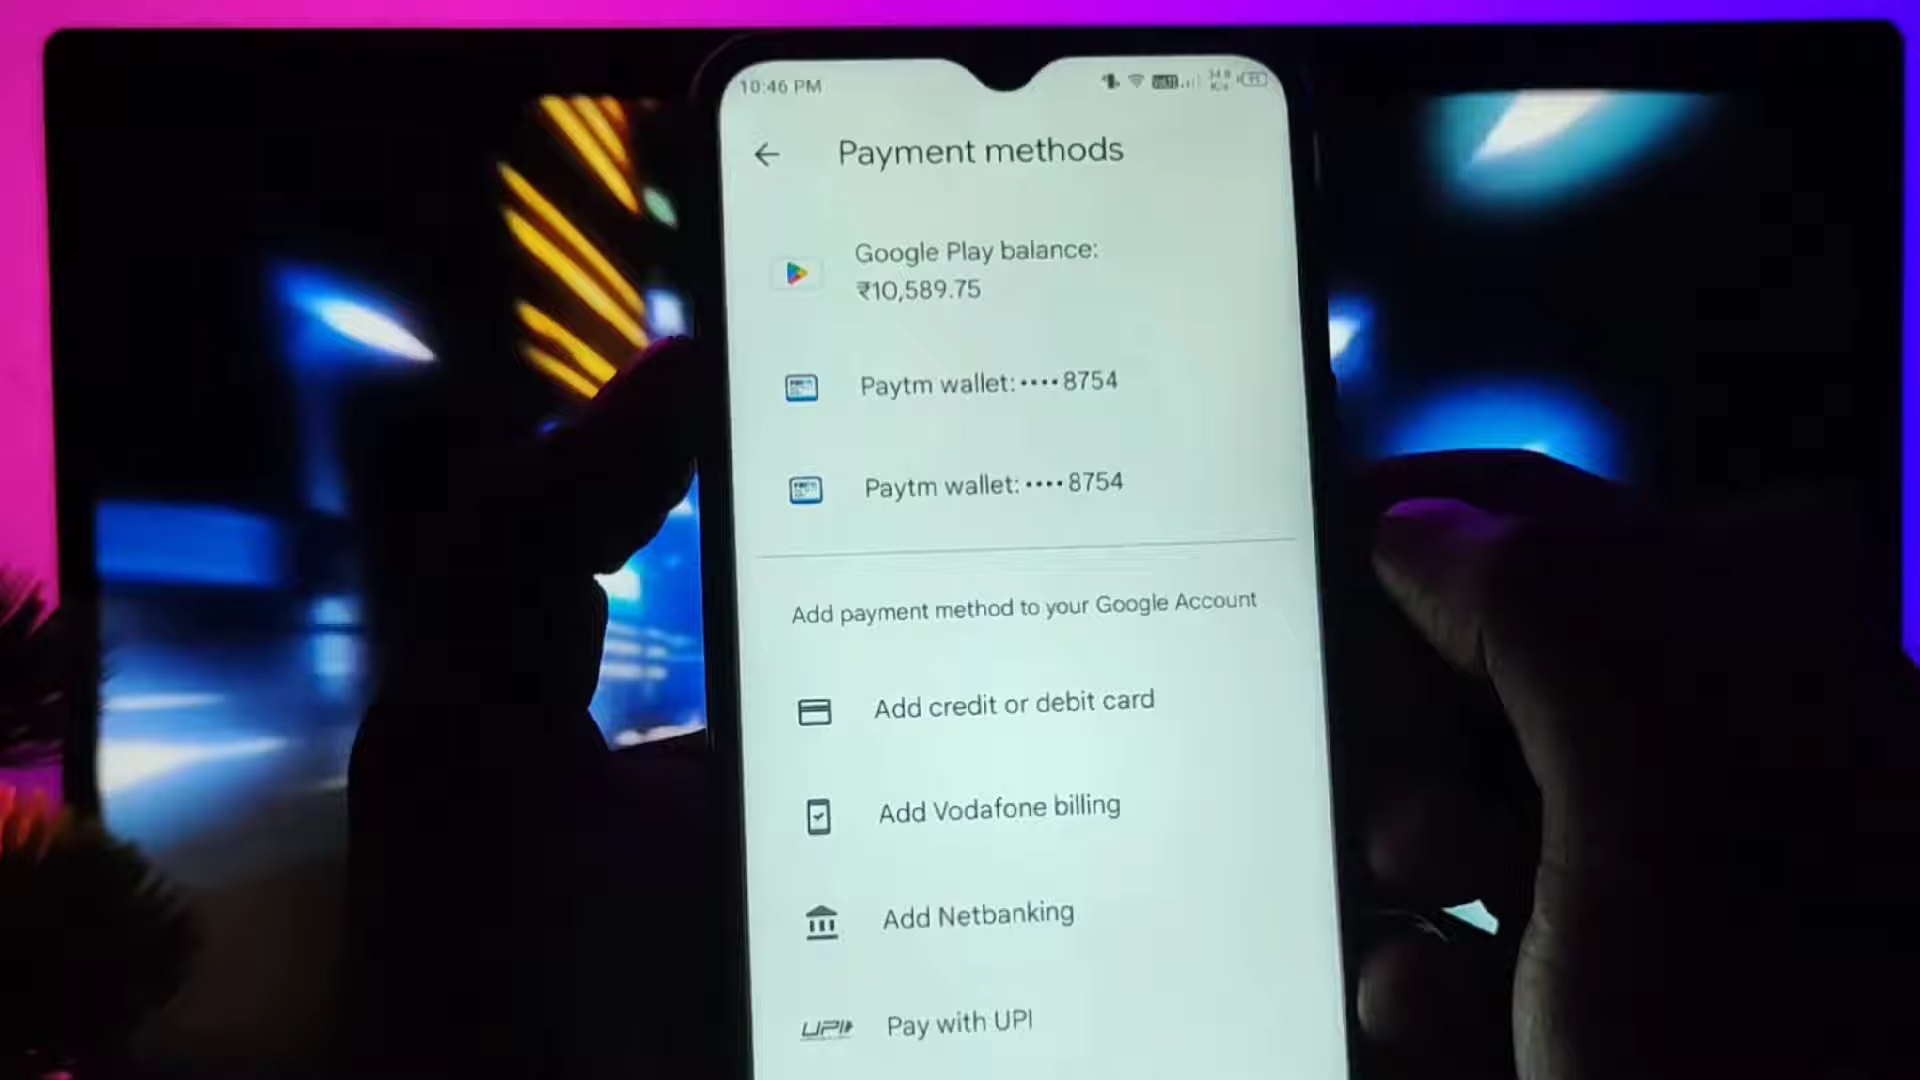 10:46 PM
Payment methods
Google Play balance:
₹10,589.75
Paytm wallet: •••• 8754
Paytm wallet: •••• 8754
Add payment method to your Google Account
Add credit or debit card
Add Vodafone billing
Add Netbanking
UPI Pay with UPI